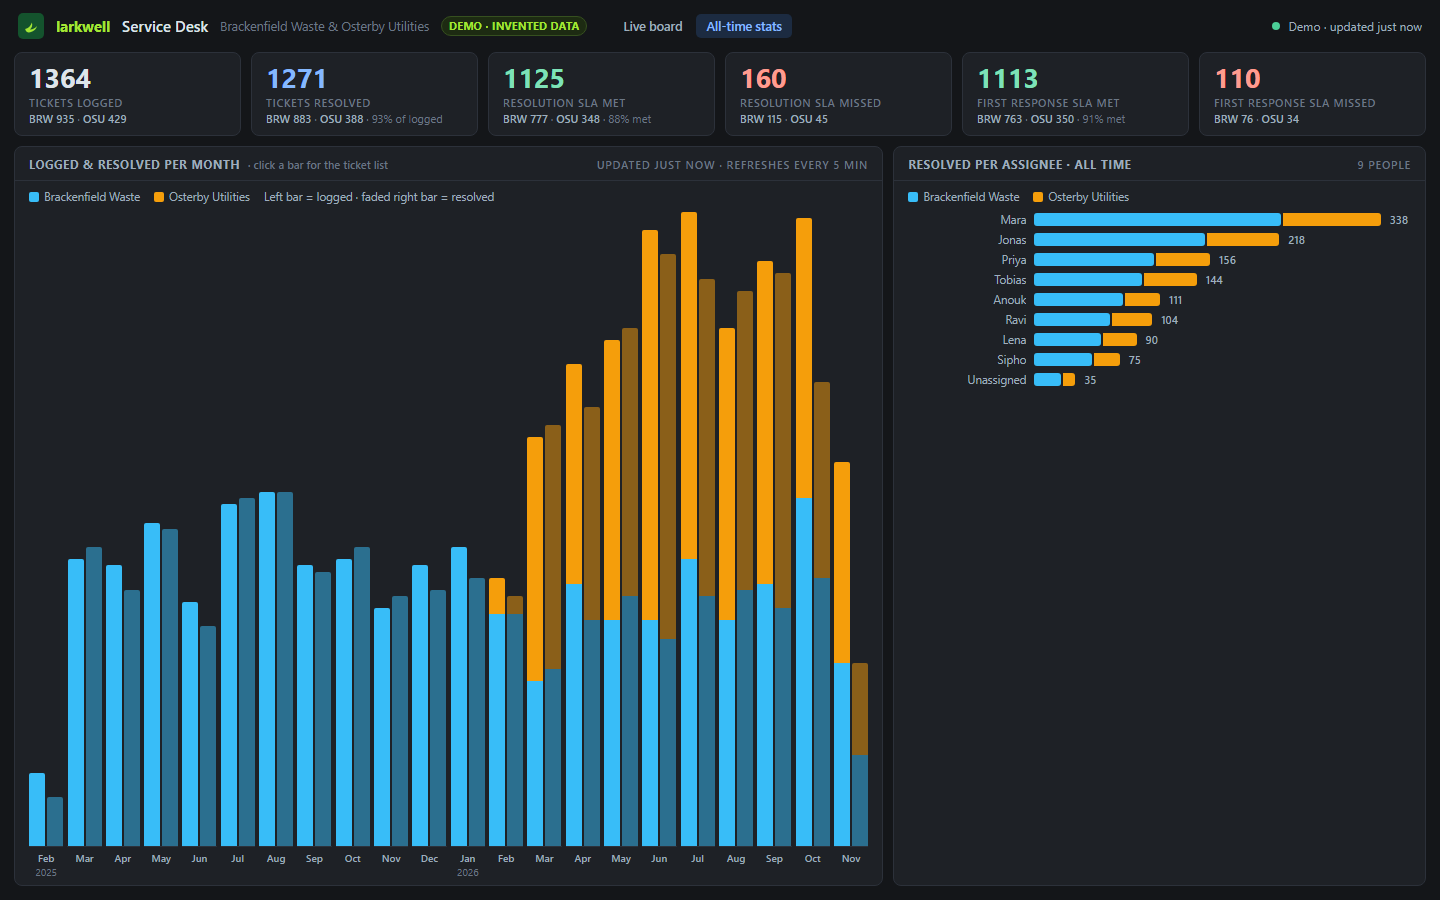 larkwell Service Desk Brackenfield Waste & Osterby Utilities DEMO · INVENTED DATA Live board All-time stats Demo · updated just now
1364
TICKETS LOGGED
BRW 935 · OSU 429
1271
TICKETS RESOLVED
BRW 883 · OSU 388 · 93% of logged
1125
RESOLUTION SLA MET
BRW 777 · OSU 348 · 88% met
160
RESOLUTION SLA MISSED
BRW 115 · OSU 45
1113
FIRST RESPONSE SLA MET
BRW 763 · OSU 350 · 91% met
110
FIRST RESPONSE SLA MISSED
BRW 76 · OSU 34
LOGGED & RESOLVED PER MONTH · click a bar for the ticket list UPDATED JUST NOW · REFRESHES EVERY 5 MIN
Brackenfield Waste Osterby Utilities Left bar = logged · faded right bar = resolved
Feb Mar Apr May Jun Jul Aug Sep Oct Nov Dec Jan Feb Mar Apr May Jun Jul Aug Sep Oct Nov
2025 2026
RESOLVED PER ASSIGNEE · ALL TIME 9 PEOPLE
Brackenfield Waste Osterby Utilities
Mara 338
Jonas 218
Priya 156
Tobias 144
Anouk 111
Ravi 104
Lena 90
Sipho 75
Unassigned 35